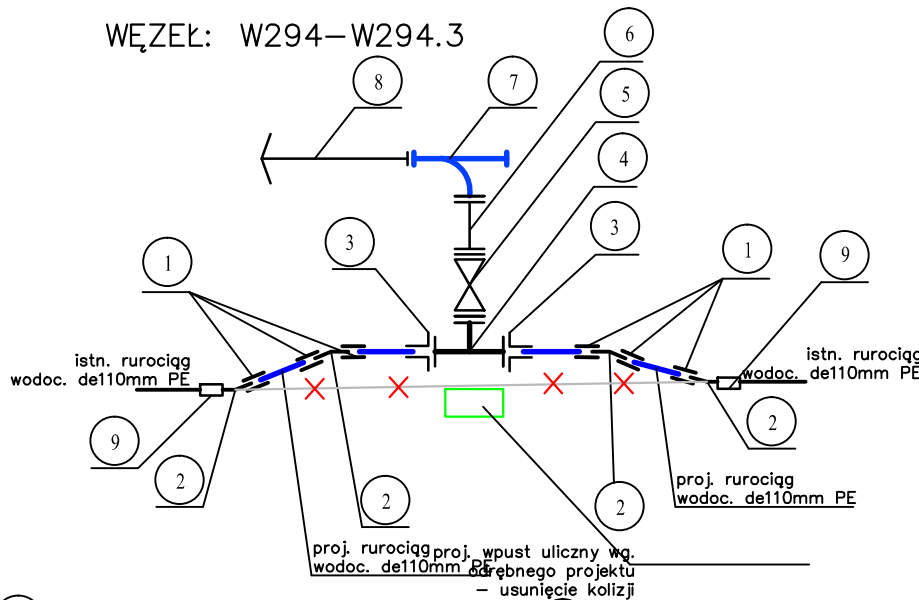 WĘZEŁ: W294-W294.3
6
8
7
5
4
3
3
1
1
9
istn. rurociąg
wodoc. de110mm PE
istn. rurociąg
wodoc. de110mm PE
9
2
2
2
2
proj. rurociąg
wodoc. de110mm PE
proj. rurociąg
wodoc. de110mm PE
proj. wpust uliczny wg.
odrębnego projektu
- usunięcie kolizji